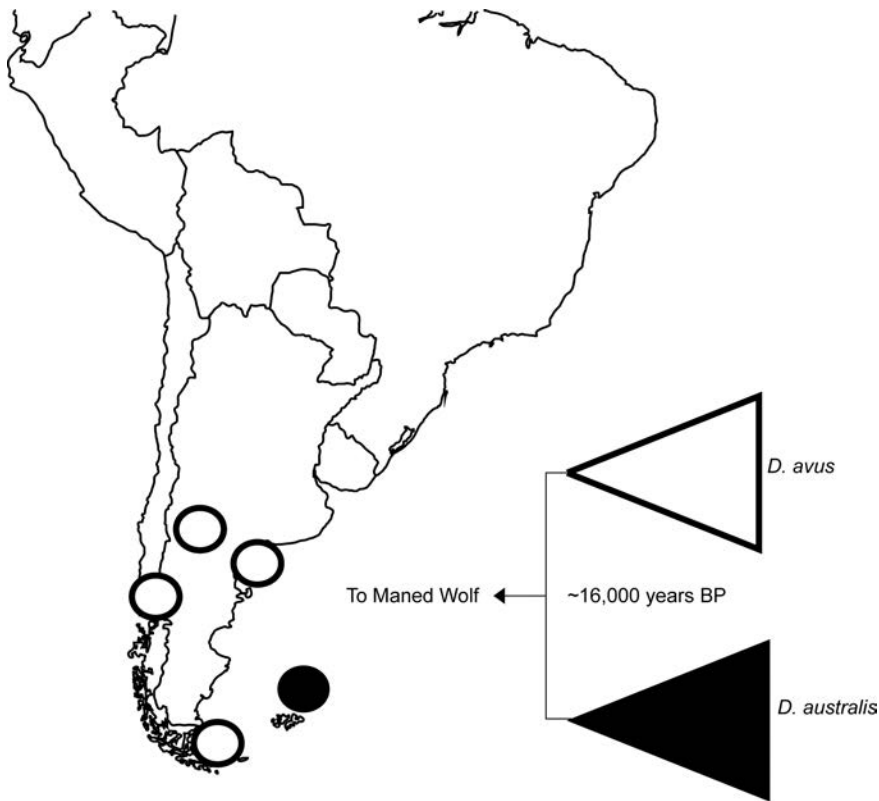 D. avus
To Maned Wolf
~16,000 years BP
D. australis